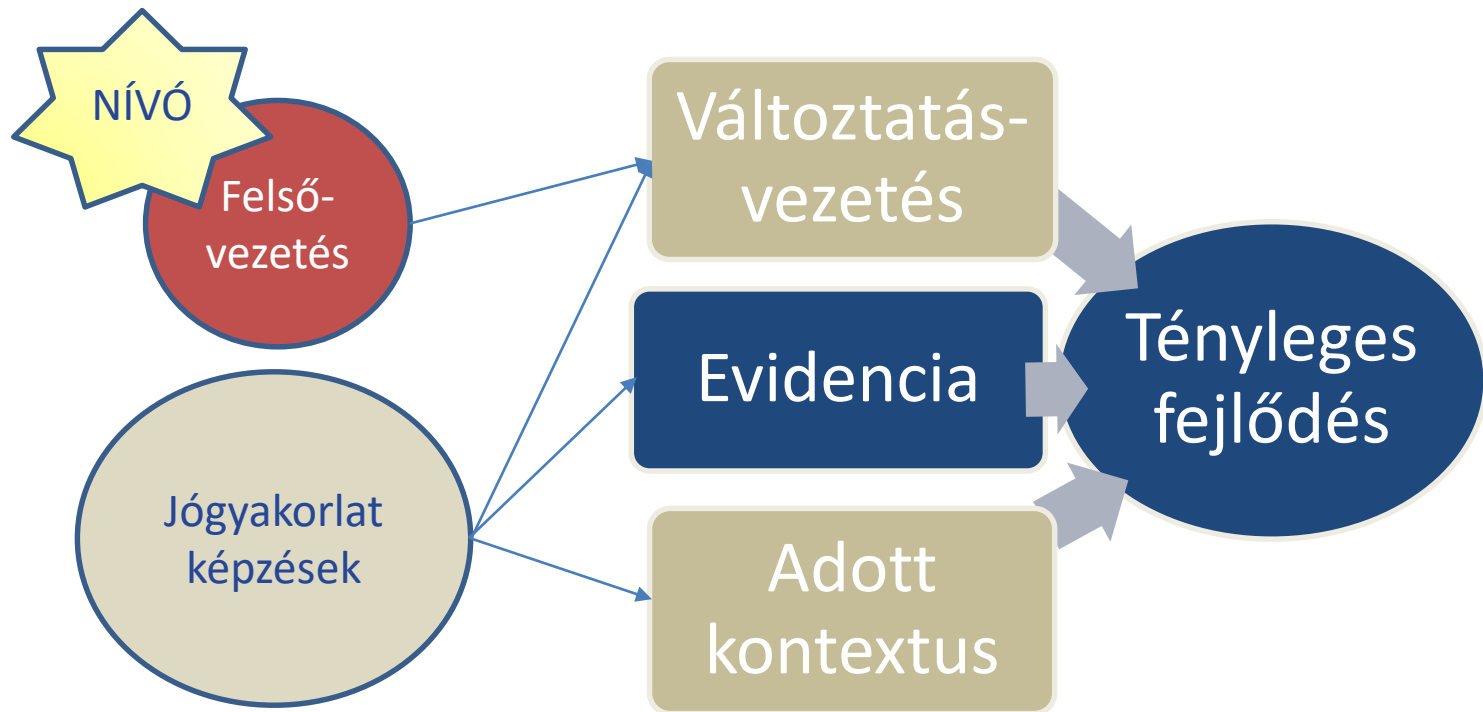 NÍVÓ
Felső-
vezetés
Jógyakorlat
képzések
Változtatás-
vezetés
Evidencia
Adott
kontextus
Tényleges
fejlődés